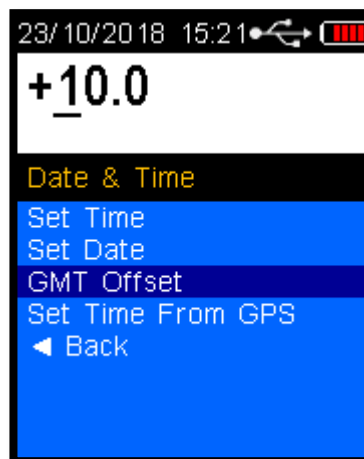 23/10/2018 15:21
+10.0
Date & Time
Set Time
Set Date
GMT Offset
Set Time From GPS
◄ Back